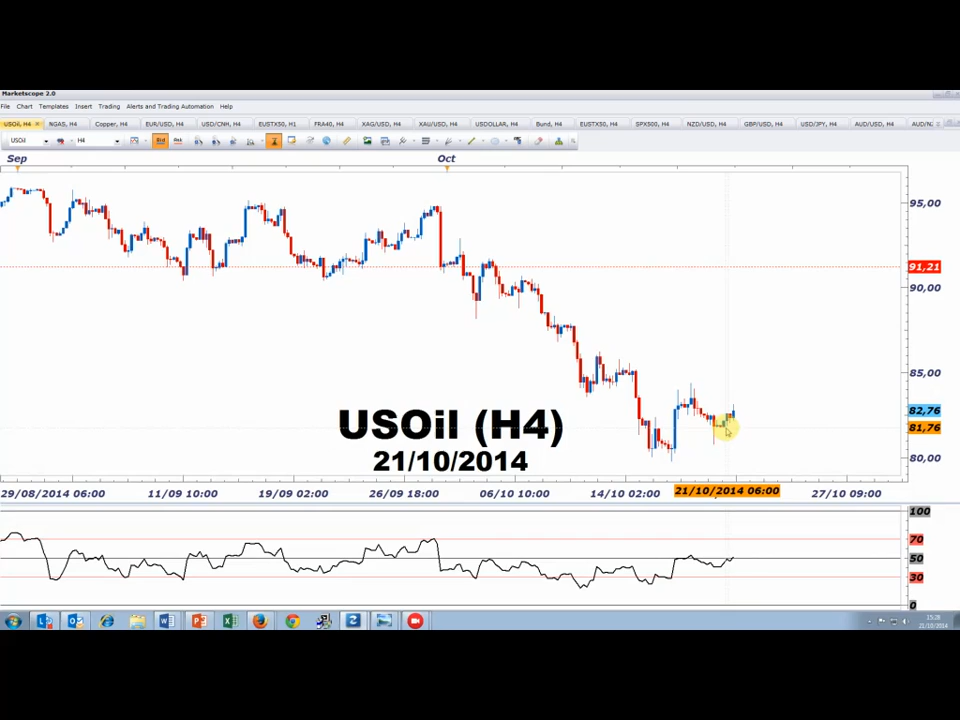 Marketscope 2.0
File Chart Templates Insert Trading Alerts and Trading Automation Help
USOil, H4 NGAS, H4 Copper, H4 EUR/USD, H4 USD/CNH, H4 EUSTX50, H1 FRA40, H4 XAG/USD, H4 XAU/USD, H4 USDOLLAR, H4 Bund, H4 EUSTX50, H4 SPX500, H4 NZD/USD, H4 GBP/USD, H4 USD/JPY, H4 AUD/USD, H4
USOil H4
Sep Oct
95,00
91,21
90,00
85,00
82,76
81,76
80,00
USOil (H4)
21/10/2014
29/08/2014 06:00 11/09 10:00 19/09 02:00 26/09 18:00 06/10 10:00 14/10 02:00 21/10/2014 06:00 27/10 09:00
100
70
50
30
0
21/10/2014